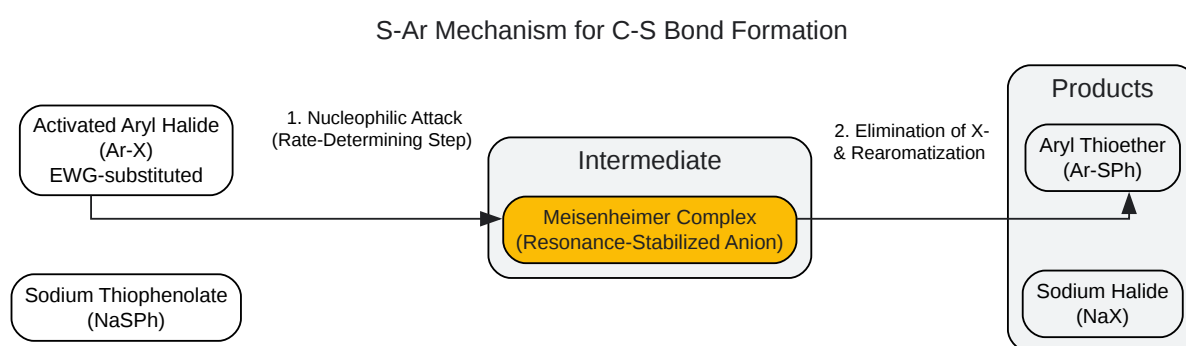 S-Ar Mechanism for C-S Bond Formation
Activated Aryl Halide
(Ar-X)
EWG-substituted
Sodium Thiophenolate
(NaSPh)
1. Nucleophilic Attack
(Rate-Determining Step)
Intermediate
Meisenheimer Complex
(Resonance-Stabilized Anion)
2. Elimination of X-
& Rearomatization
Products
Aryl Thioether
(Ar-SPh)
Sodium Halide
(NaX)